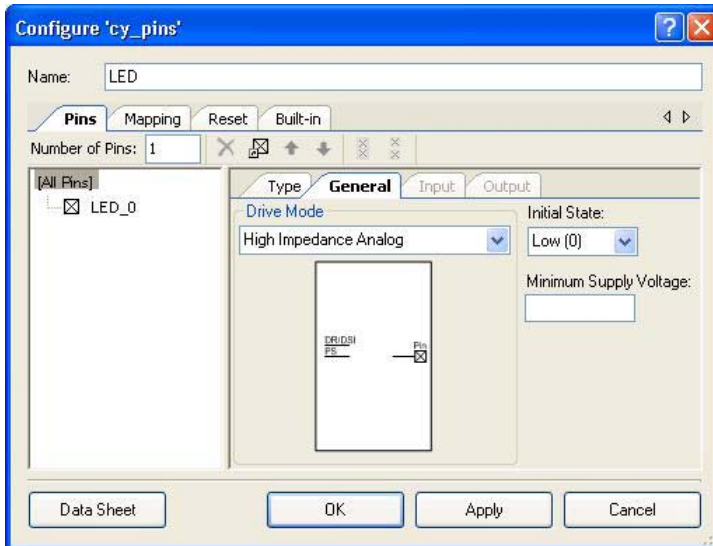 Configure 'cy_pins'
Name: LED
Pins Mapping Reset Built-in
Number of Pins: 1
[All Pins]
LED_0
Type General Input Output
Drive Mode
High Impedance Analog
Initial State:
Low (0)
Minimum Supply Voltage:
DR/DSI
PS
Pin
Data Sheet OK Apply Cancel